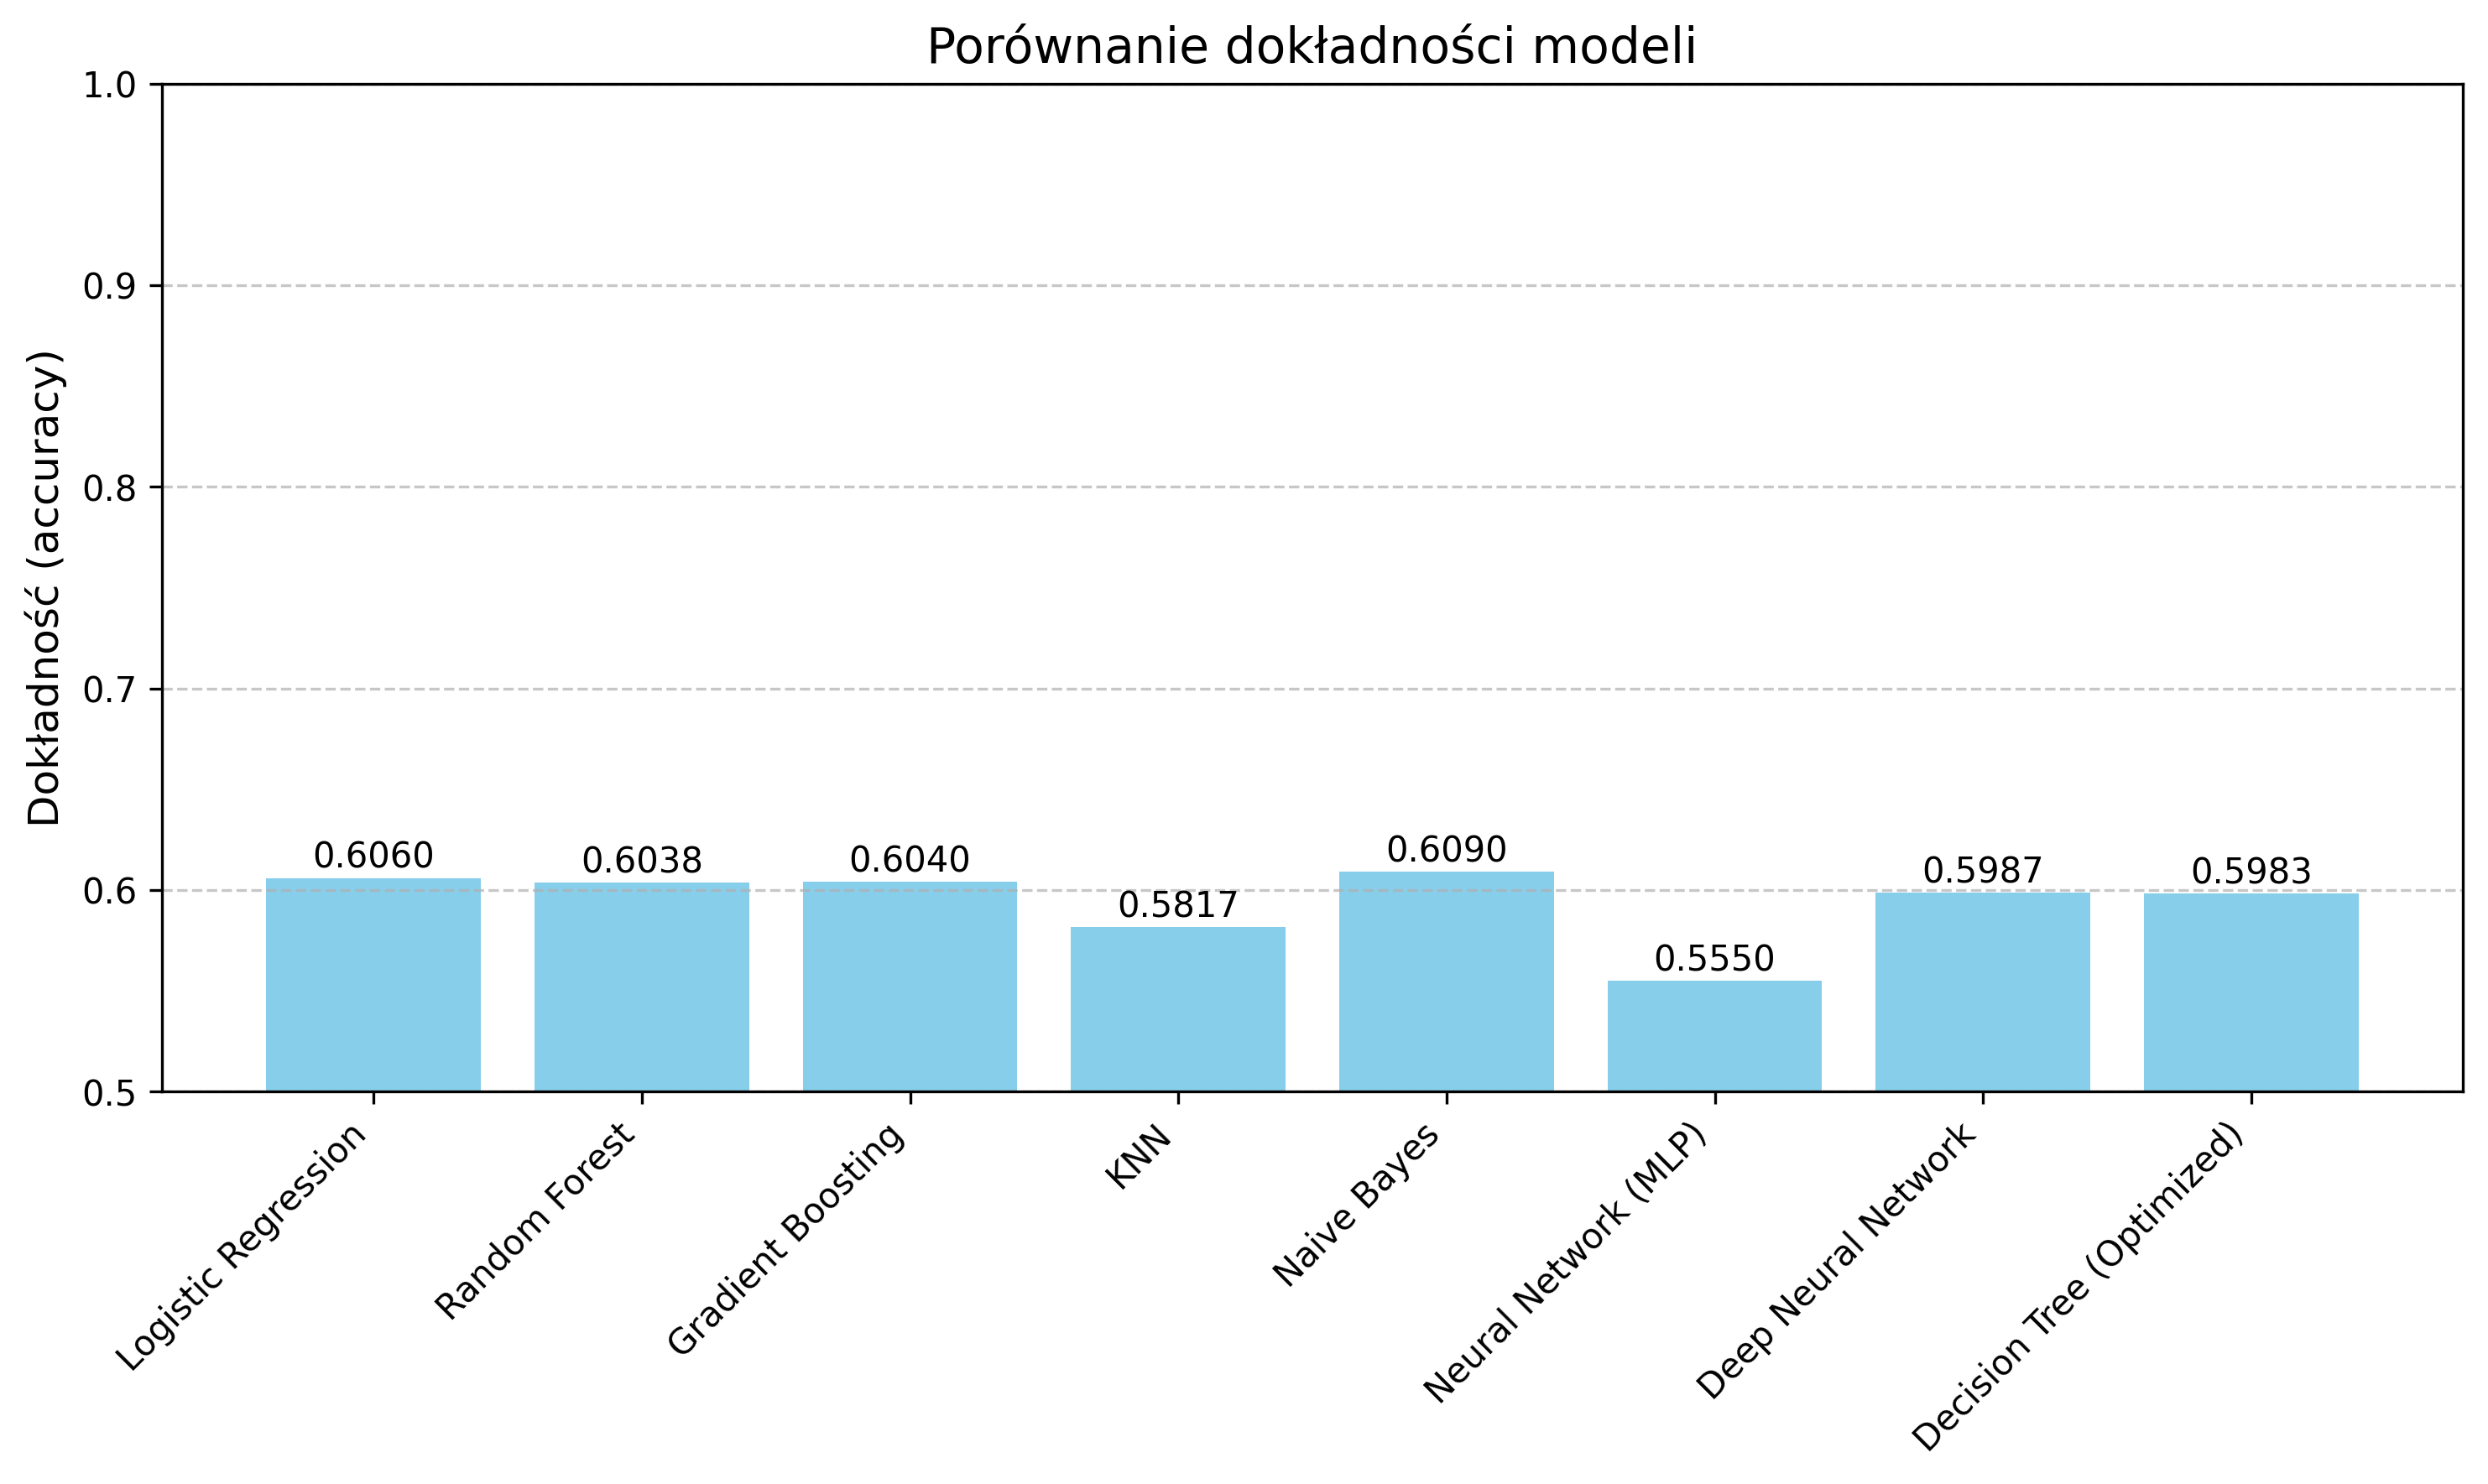 Porównanie dokładności modeli
Dokładność (accuracy)
1.0
0.9
0.8
0.7
0.6
0.5
0.6060
0.6038
0.6040
0.5817
0.6090
0.5550
0.5987
0.5983
Logistic Regression
Random Forest
Gradient Boosting
KNN
Naive Bayes
Neural Network (MLP)
Deep Neural Network
Decision Tree (Optimized)